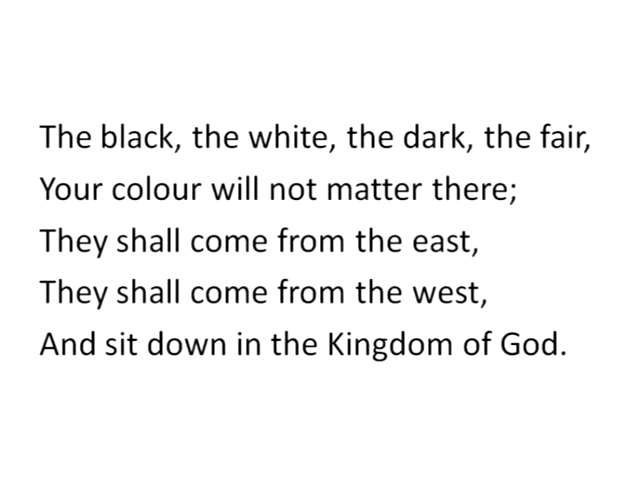 The black, the white, the dark, the fair,
Your colour will not matter there;
They shall come from the east,
They shall come from the west,
And sit down in the Kingdom of God.